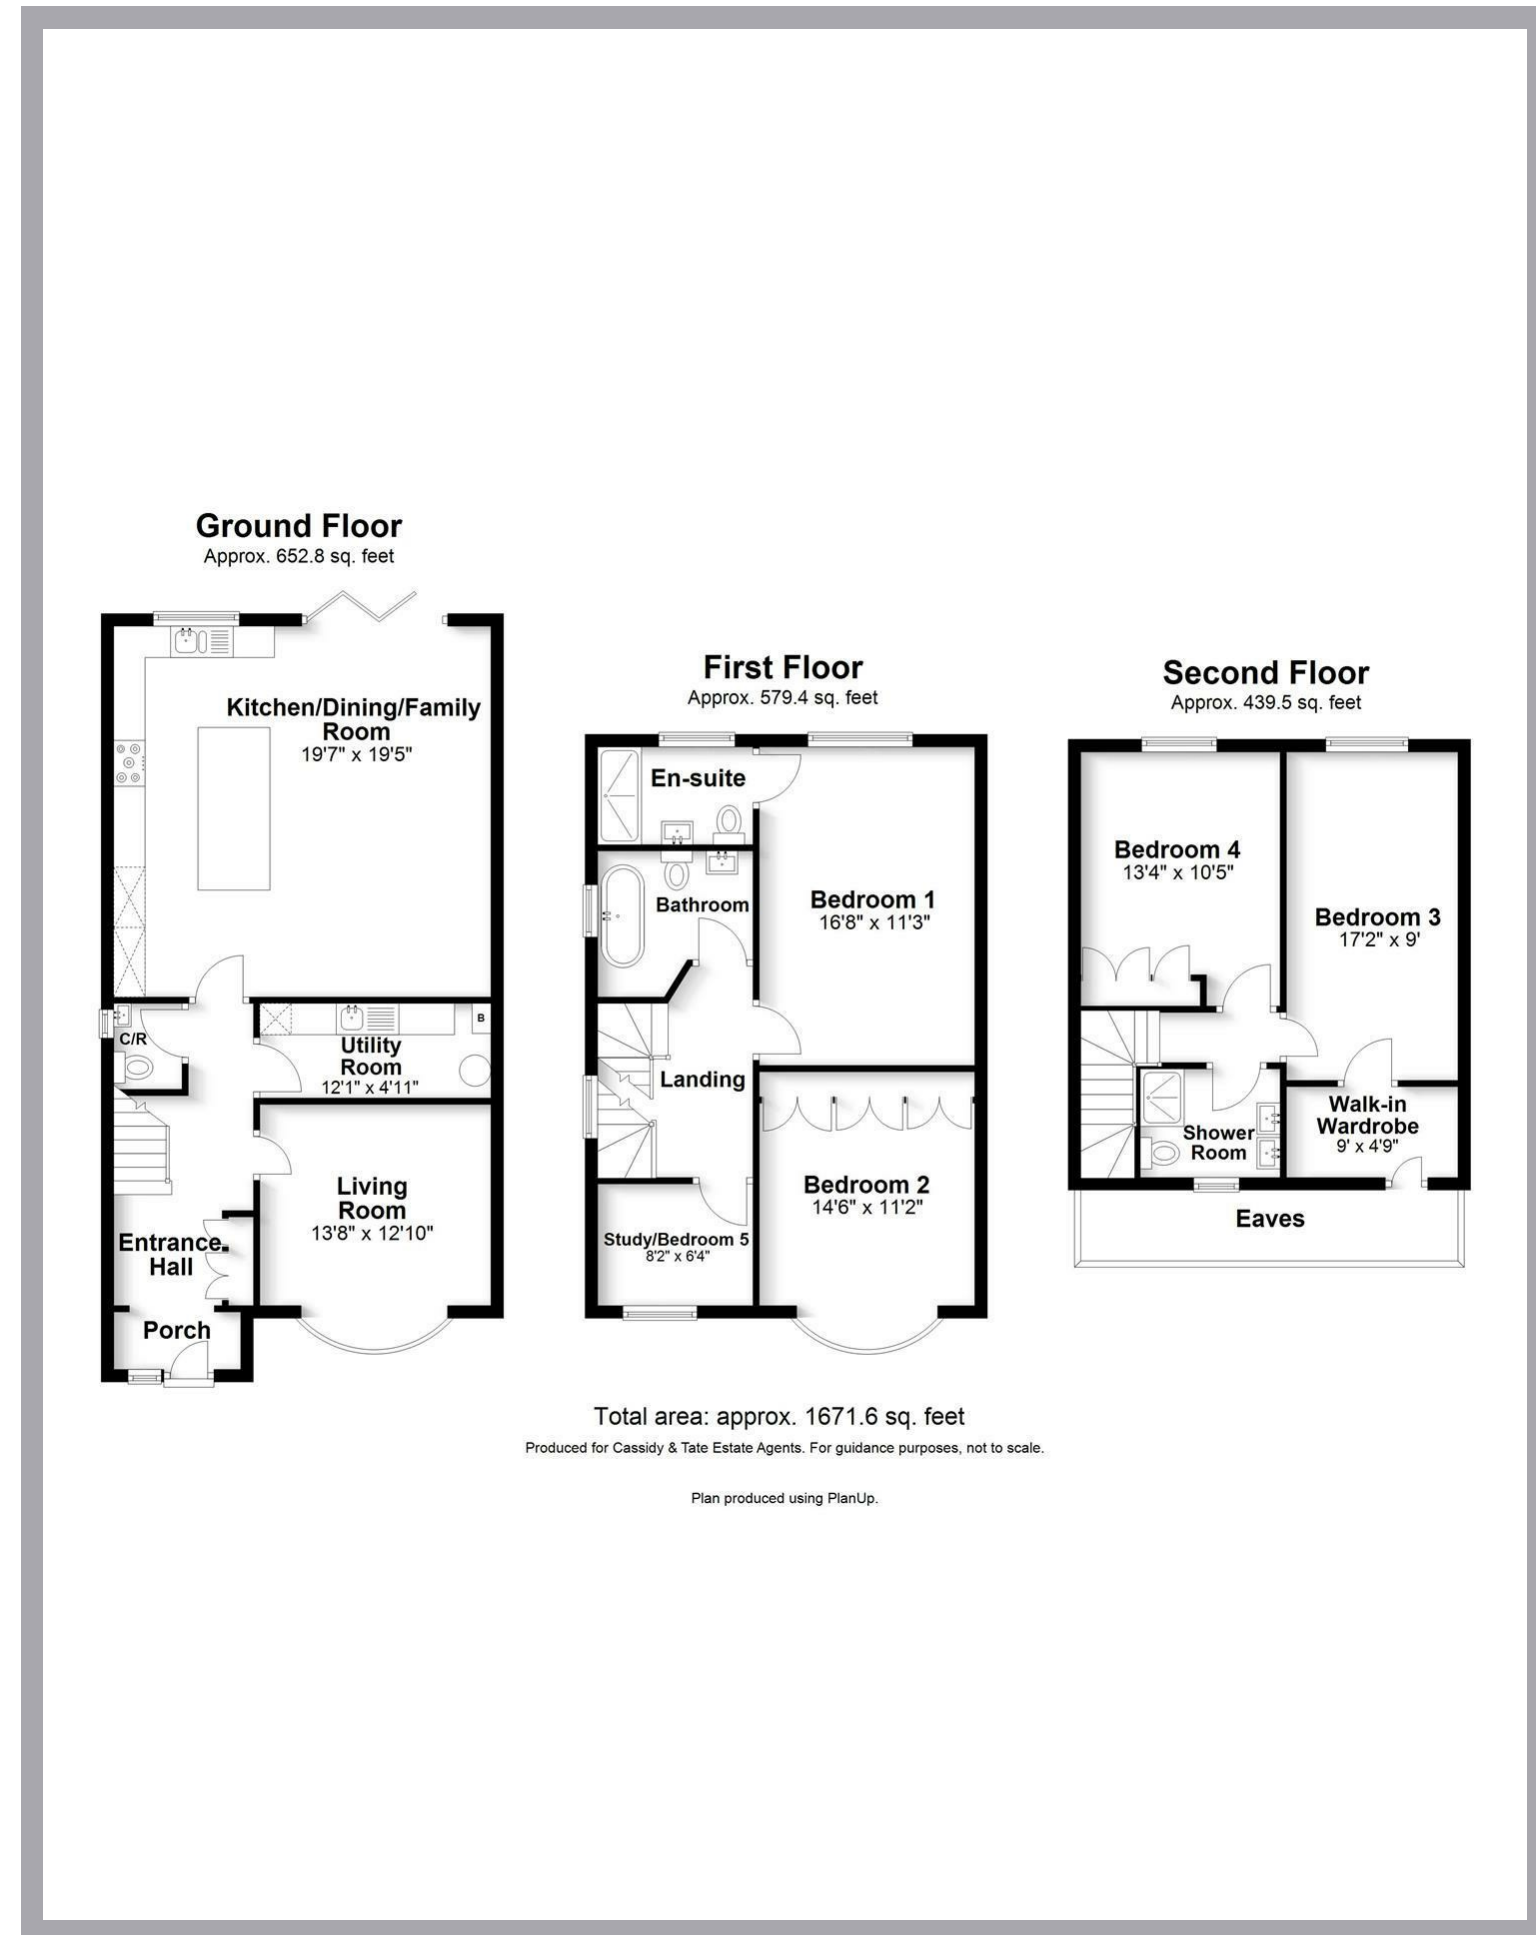 Ground Floor
Approx. 652.8 sq. feet
Kitchen/Dining/Family
Room
19'7" x 19'5"
C/R
B
Utility
Room
12'1" x 4'11"
Living
Room
13'8" x 12'10"
Entrance
Hall
Porch
First Floor
Approx. 579.4 sq. feet
En-suite
Bathroom
Bedroom 1
16'8" x 11'3"
Landing
Bedroom 2
14'6" x 11'2"
Study/Bedroom 5
8'2" x 6'4"
Second Floor
Approx. 439.5 sq. feet
Bedroom 4
13'4" x 10'5"
Bedroom 3
17'2" x 9'
Walk-in
Wardrobe
9' x 4'9"
Shower
Room
Eaves
Total area: approx. 1671.6 sq. feet
Produced for Cassidy & Tate Estate Agents. For guidance purposes, not to scale.
Plan produced using PlanUp.